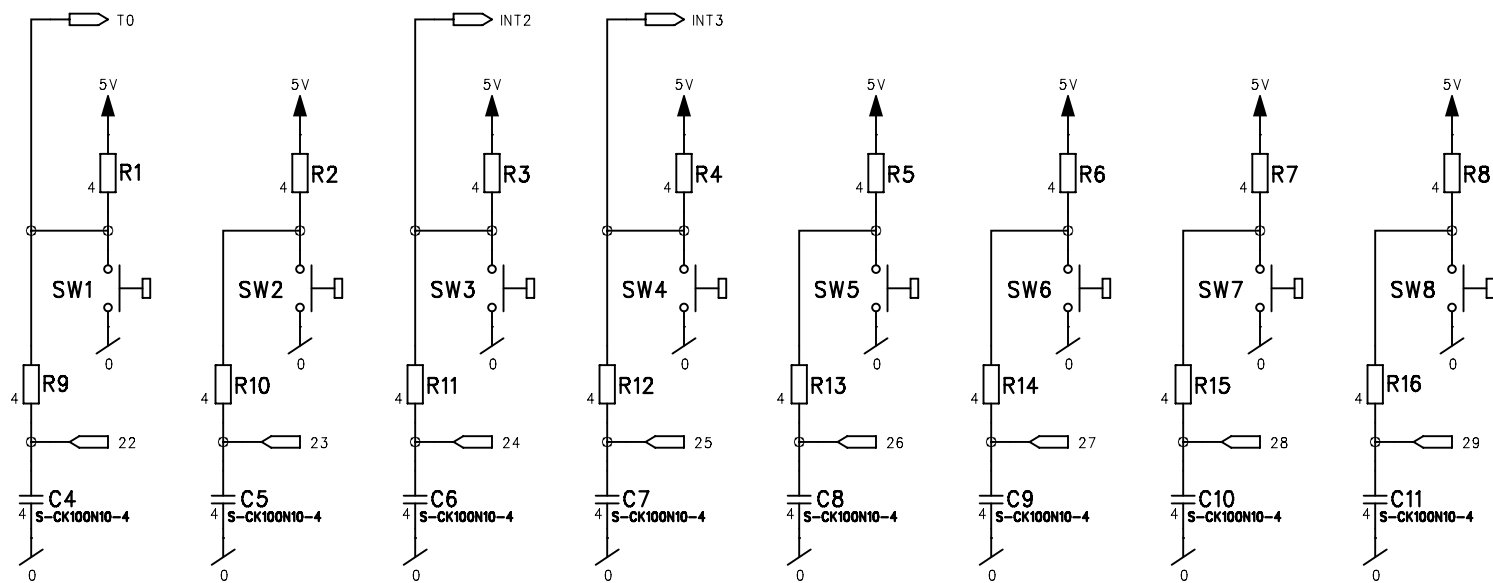 T0 INT2 INT3
5V 5V 5V 5V 5V 5V 5V 5V
R1 R2 R3 R4 R5 R6 R7 R8
4 4 4 4 4 4 4 4
SW1 SW2 SW3 SW4 SW5 SW6 SW7 SW8
0 0 0 0 0 0 0 0
R9 R10 R11 R12 R13 R14 R15 R16
4 4 4 4 4 4 4 4
22 23 24 25 26 27 28 29
C4 C5 C6 C7 C8 C9 C10 C11
4 S-CK100N10-4 4 S-CK100N10-4 4 S-CK100N10-4 4 S-CK100N10-4 4 S-CK100N10-4 4 S-CK100N10-4 4 S-CK100N10-4 4 S-CK100N10-4
0 0 0 0 0 0 0 0